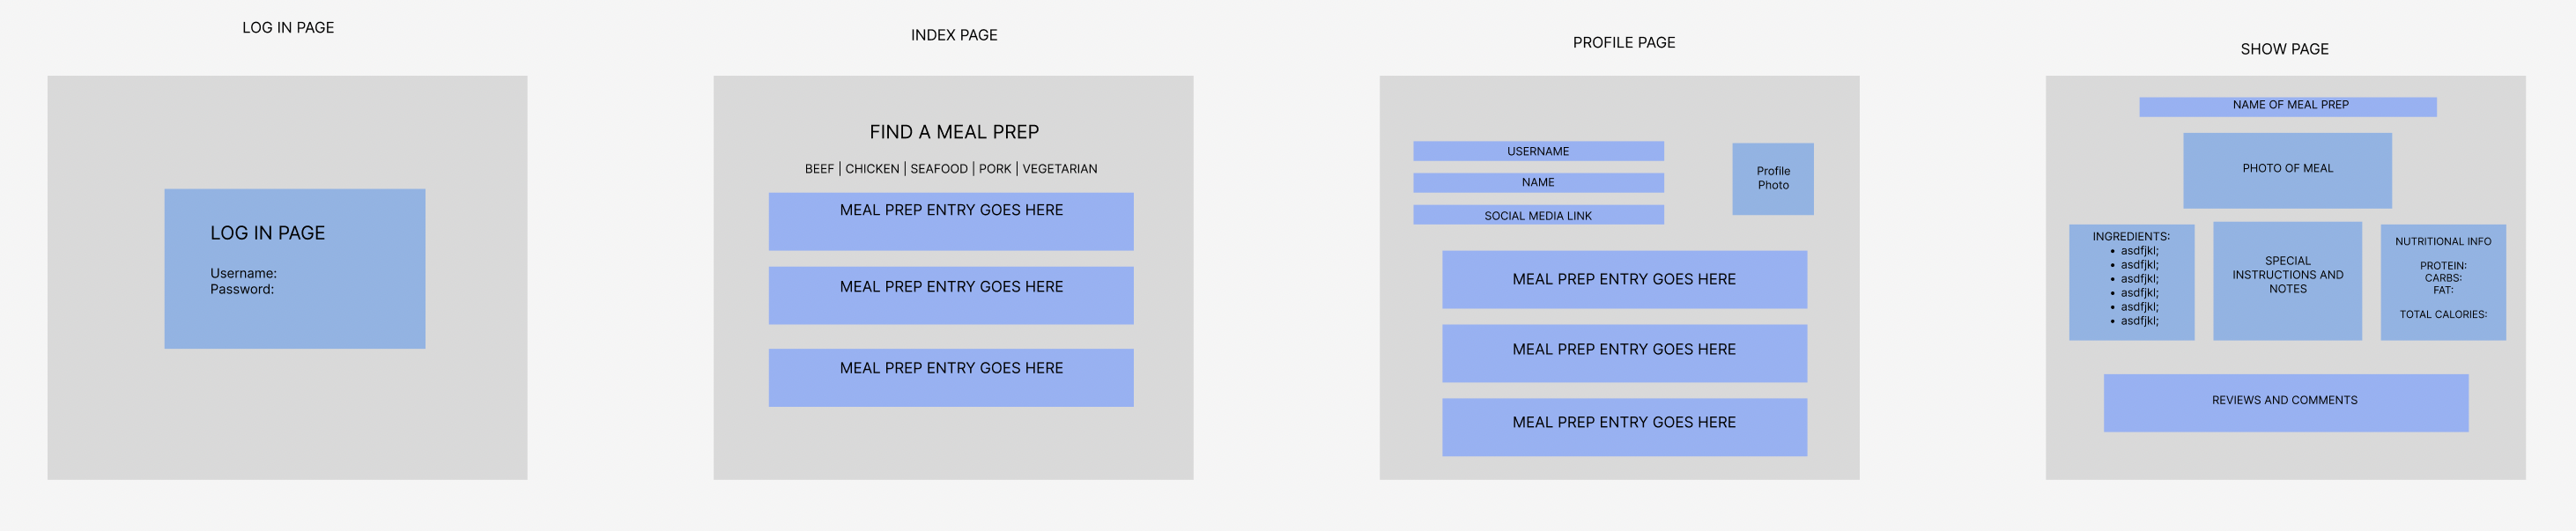 LOG IN PAGE
LOG IN PAGE
Username:
Password:
INDEX PAGE
FIND A MEAL PREP
BEEF | CHICKEN | SEAFOOD | PORK | VEGETARIAN
MEAL PREP ENTRY GOES HERE
MEAL PREP ENTRY GOES HERE
MEAL PREP ENTRY GOES HERE
PROFILE PAGE
USERNAME
NAME
SOCIAL MEDIA LINK
Profile
Photo
MEAL PREP ENTRY GOES HERE
MEAL PREP ENTRY GOES HERE
MEAL PREP ENTRY GOES HERE
SHOW PAGE
NAME OF MEAL PREP
PHOTO OF MEAL
INGREDIENTS:
• asdfjkl;
• asdfjkl;
• asdfjkl;
• asdfjkl;
• asdfjkl;
• asdfjkl;
SPECIAL
INSTRUCTIONS AND
NOTES
NUTRITIONAL INFO
PROTEIN:
CARBS:
FAT:
TOTAL CALORIES:
REVIEWS AND COMMENTS